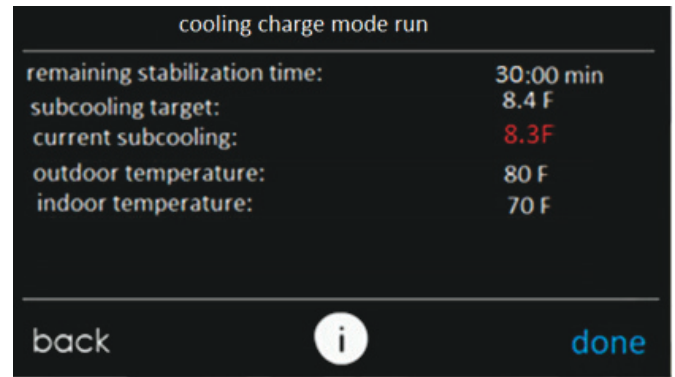 cooling charge mode run
remaining stabilization time: 30:00 min
subcooling target: 8.4 F
current subcooling: 8.3F
outdoor temperature: 80 F
indoor temperature: 70 F
back i done